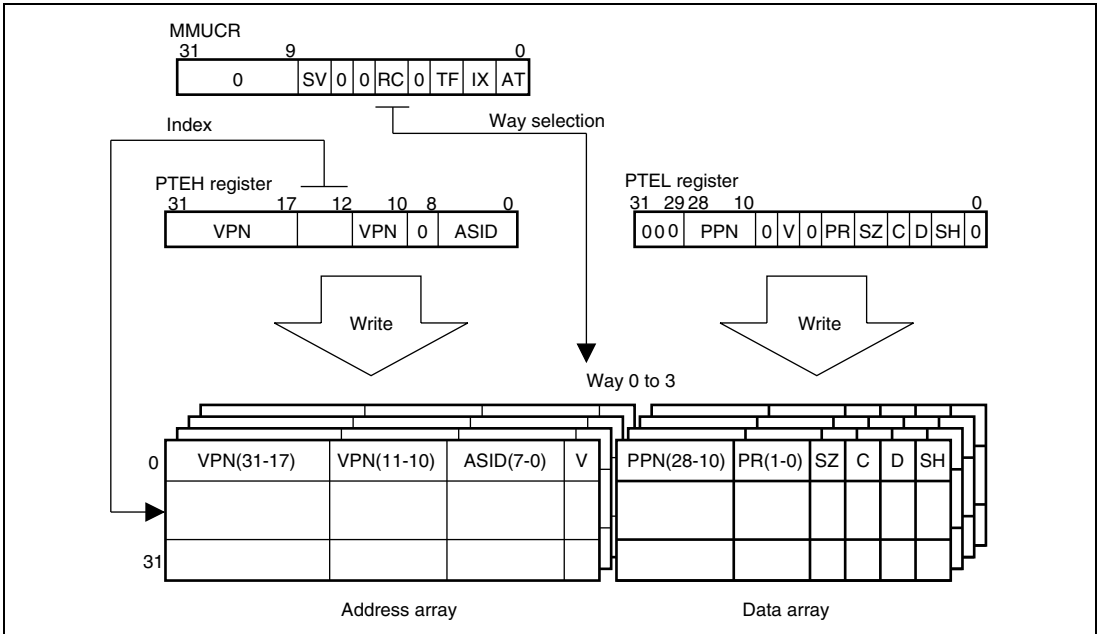 MMUCR
31 9 0
0 SV 0 0 RC 0 TF IX AT
Index
Way selection
PTEH register
31 17 12 10 8 0
VPN VPN 0 ASID
PTEL register
31 29 28 10 0
0 0 0 PPN 0 V 0 PR SZ C D SH 0
Write
Write
Way 0 to 3
0 VPN(31-17) VPN(11-10) ASID(7-0) V PPN(28-10) PR(1-0) SZ C D SH
31
Address array
Data array